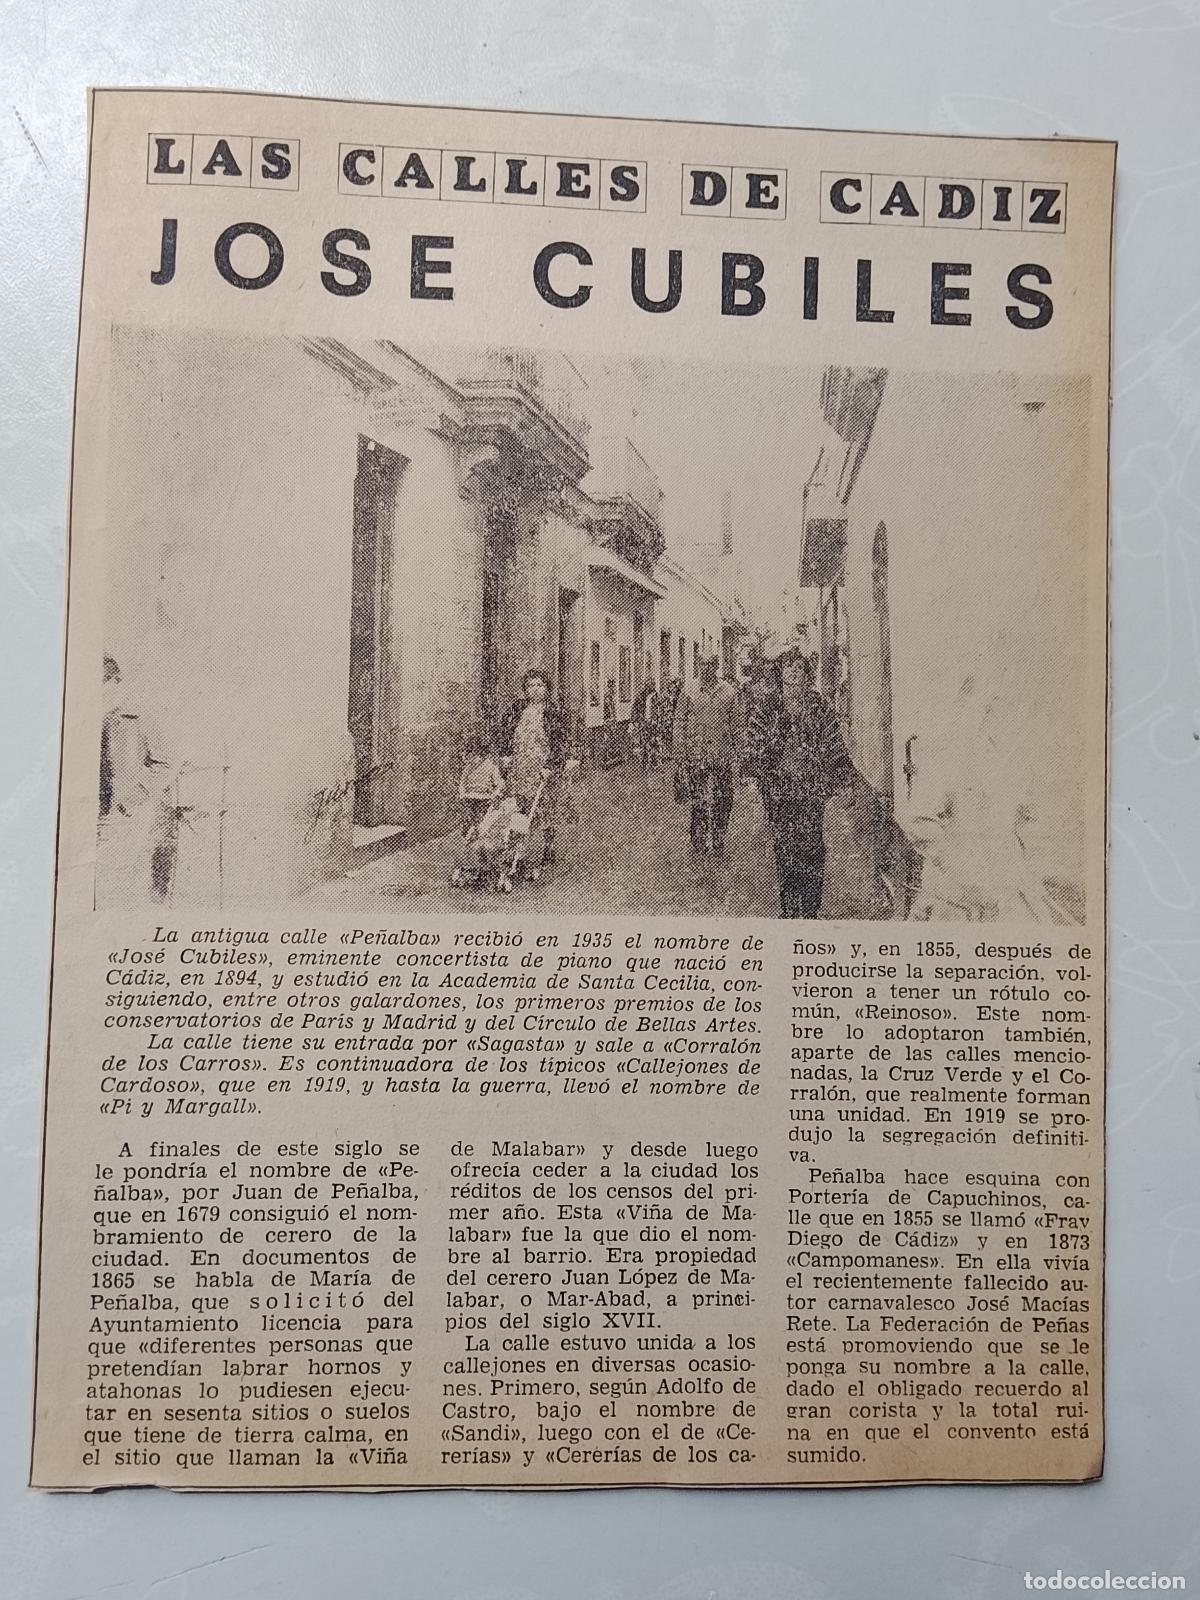 LAS CALLES DE CADIZ
JOSE CUBILES
La antigua calle «Peñalba» recibió en 1935 el nombre de
«José Cubiles», eminente concertista de piano que nació en
Cádiz, en 1894, y estudió en la Academia de Santa Cecilia, con-
siguiendo, entre otros galardones, los primeros premios de los
conservatorios de París y Madrid y del Círculo de Bellas Artes.
La calle tiene su entrada por «Sagasta» y sale a «Corralón
de los Carros». Es continuadora de los típicos «Callejones de
Cardoso», que en 1919, y hasta la guerra, llevó el nombre de
«Pi y Margall».
A finales de este siglo se
le pondría el nombre de «Pe-
ñalba», por Juan de Peñalba,
que en 1679 consiguió el nom-
bramiento de cerero de la
ciudad. En documentos de
1865 se habla de María de
Peñalba, que solicitó del
Ayuntamiento licencia para
que «diferentes personas que
pretendían labrar hornos y
atahonas lo pudiesen ejecu-
tar en sesenta sitios o suelos
que tiene de tierra calma, en
el sitio que llaman la «Viña
de Malabar» y desde luego
ofrecía ceder a la ciudad los
réditos de los censos del pri-
mer año. Esta «Viña de Ma-
labar» fue la que dio el nom-
bre al barrio. Era propiedad
del cerero Juan López de Ma-
labar, o Mar-Abad, a princi-
pios del siglo XVII.
La calle estuvo unida a los
callejones en diversas ocasio-
nes. Primero, según Adolfo de
Castro, bajo el nombre de
«Sandi», luego con el de «Ce-
rerías» y «Cererías de los ca-
ños» y, en 1855, después de
producirse la separación, vol-
vieron a tener un rótulo co-
mún, «Reinoso». Este nom-
bre lo adoptaron también,
aparte de las calles mencio-
nadas, la Cruz Verde y el Co-
rralón, que realmente forman
una unidad. En 1919 se pro-
dujo la segregación definiti-
va.
Peñalba hace esquina con
Portería de Capuchinos, ca-
lle que en 1855 se llamó «Fray
Diego de Cádiz» y en 1873
«Campomanes». En ella vivía
el recientemente fallecido au-
tor carnavalesco José Macías
Rete. La Federación de Peñas
está promoviendo que se le
ponga su nombre a la calle,
dado el obligado recuerdo al
gran corista y la total rui-
na en que el convento está
sumido.
todocoleccion